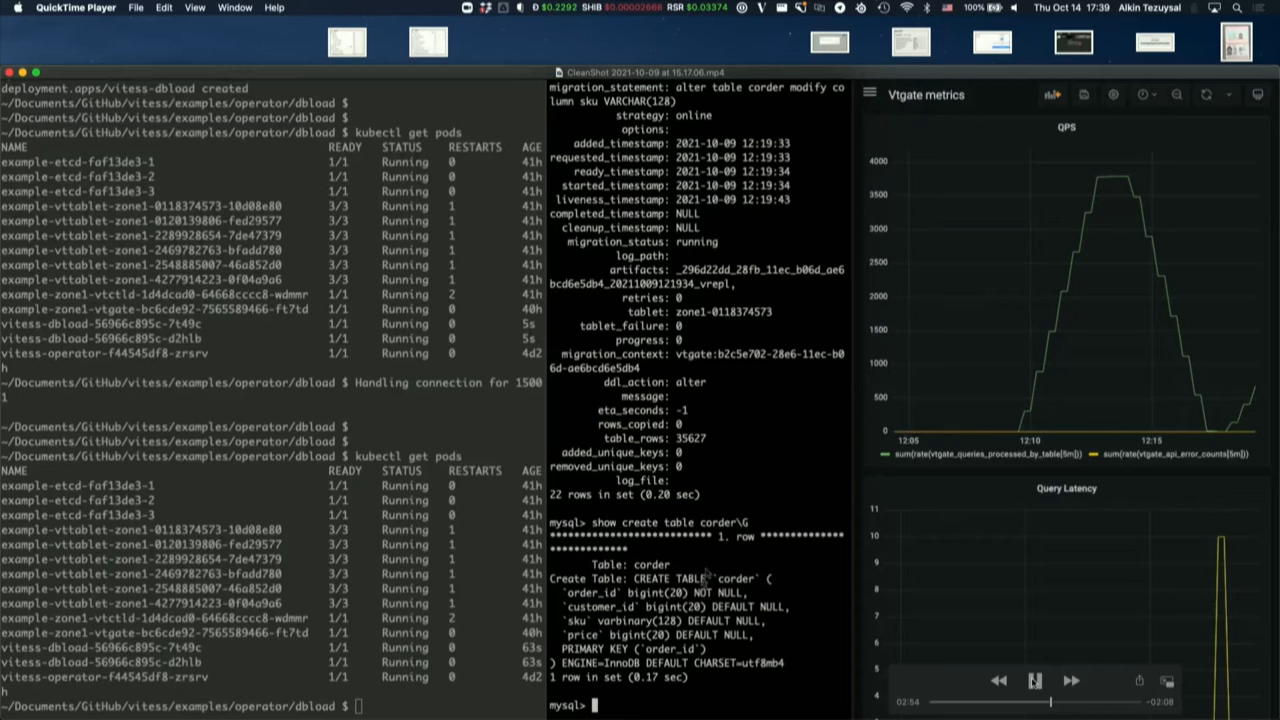 QuickTime Player File Edit View Window Help
Ð $0.2292 SHIB $0.00002668 RSR $0.03374
100%
Thu Oct 14 17:39 Alkin Tezuysal
CleanShot 2021-10-09 at 15.17.06.mp4
deployment.apps/vitess-dbload created
~/Documents/GitHub/vitess/examples/operator/dbload $
~/Documents/GitHub/vitess/examples/operator/dbload $
~/Documents/GitHub/vitess/examples/operator/dbload $ kubectl get pods
NAME READY STATUS RESTARTS AGE
example-etcd-faf13de3-1 1/1 Running 0 41h
example-etcd-faf13de3-2 1/1 Running 0 41h
example-etcd-faf13de3-3 1/1 Running 0 41h
example-vttablet-zone1-0118374573-10d08e80 3/3 Running 1 41h
example-vttablet-zone1-0120139806-fed29577 3/3 Running 1 41h
example-vttablet-zone1-2289928654-7de47379 3/3 Running 1 41h
example-vttablet-zone1-2469782763-bfadd780 3/3 Running 1 41h
example-vttablet-zone1-2548885007-46a852d0 3/3 Running 1 41h
example-vttablet-zone1-4277914223-0f04a9a6 3/3 Running 1 41h
example-zone1-vtctld-1d4dcad0-64668cccc8-wdmmr 1/1 Running 2 41h
example-zone1-vtgate-bc6cde92-7565589466-ft7td 1/1 Running 0 40h
vitess-dbload-56966c895c-7t49c 1/1 Running 0 5s
vitess-dbload-56966c895c-d2hlb 1/1 Running 0 5s
vitess-operator-f44545df8-zrsrv 1/1 Running 0 4d2
h
~/Documents/GitHub/vitess/examples/operator/dbload $ Handling connection for 1500
1
~/Documents/GitHub/vitess/examples/operator/dbload $
~/Documents/GitHub/vitess/examples/operator/dbload $
~/Documents/GitHub/vitess/examples/operator/dbload $ kubectl get pods
NAME READY STATUS RESTARTS AGE
example-etcd-faf13de3-1 1/1 Running 0 41h
example-etcd-faf13de3-2 1/1 Running 0 41h
example-etcd-faf13de3-3 1/1 Running 0 41h
example-vttablet-zone1-0118374573-10d08e80 3/3 Running 1 41h
example-vttablet-zone1-0120139806-fed29577 3/3 Running 1 41h
example-vttablet-zone1-2289928654-7de47379 3/3 Running 1 41h
example-vttablet-zone1-2469782763-bfadd780 3/3 Running 1 41h
example-vttablet-zone1-2548885007-46a852d0 3/3 Running 1 41h
example-vttablet-zone1-4277914223-0f04a9a6 3/3 Running 1 41h
example-zone1-vtctld-1d4dcad0-64668cccc8-wdmmr 1/1 Running 2 41h
example-zone1-vtgate-bc6cde92-7565589466-ft7td 1/1 Running 0 40h
vitess-dbload-56966c895c-7t49c 1/1 Running 0 63s
vitess-dbload-56966c895c-d2hlb 1/1 Running 0 63s
vitess-operator-f44545df8-zrsrv 1/1 Running 0 4d2
h
~/Documents/GitHub/vitess/examples/operator/dbload $
migration_statement: alter table corder modify co
lumn sku VARCHAR(128)
strategy: online
options:
added_timestamp: 2021-10-09 12:19:33
requested_timestamp: 2021-10-09 12:19:33
ready_timestamp: 2021-10-09 12:19:34
started_timestamp: 2021-10-09 12:19:34
liveness_timestamp: 2021-10-09 12:19:43
completed_timestamp: NULL
cleanup_timestamp: NULL
migration_status: running
log_path:
artifacts: _296d22dd_28fb_11ec_b06d_ae6
bcd6e5db4_20211009121934_vrepl,
retries: 0
tablet: zone1-0118374573
tablet_failure: 0
progress: 0
migration_context: vtgate:b2c5e702-28e6-11ec-b0
6d-ae6bcd6e5db4
ddl_action: alter
message:
eta_seconds: -1
rows_copied: 0
table_rows: 35627
added_unique_keys: 0
removed_unique_keys: 0
log_file:
22 rows in set (0.20 sec)
mysql> show create table corder\G
*************************** 1. row **************
*************
Table: corder
Create Table: CREATE TABLE `corder` (
`order_id` bigint(20) NOT NULL,
`customer_id` bigint(20) DEFAULT NULL,
`sku` varbinary(128) DEFAULT NULL,
`price` bigint(20) DEFAULT NULL,
PRIMARY KEY (`order_id`)
) ENGINE=InnoDB DEFAULT CHARSET=utf8mb4
1 row in set (0.17 sec)
mysql>
Vtgate metrics
QPS
4000
3500
3000
2500
2000
1500
1000
500
0
12:05 12:10 12:15
sum(rate(vtgate_queries_processed_by_table[5m])) sum(rate(vtgate_api_error_counts[5m]))
Query Latency
11
10
9
8
7
6
5
4
02:54 -02:08